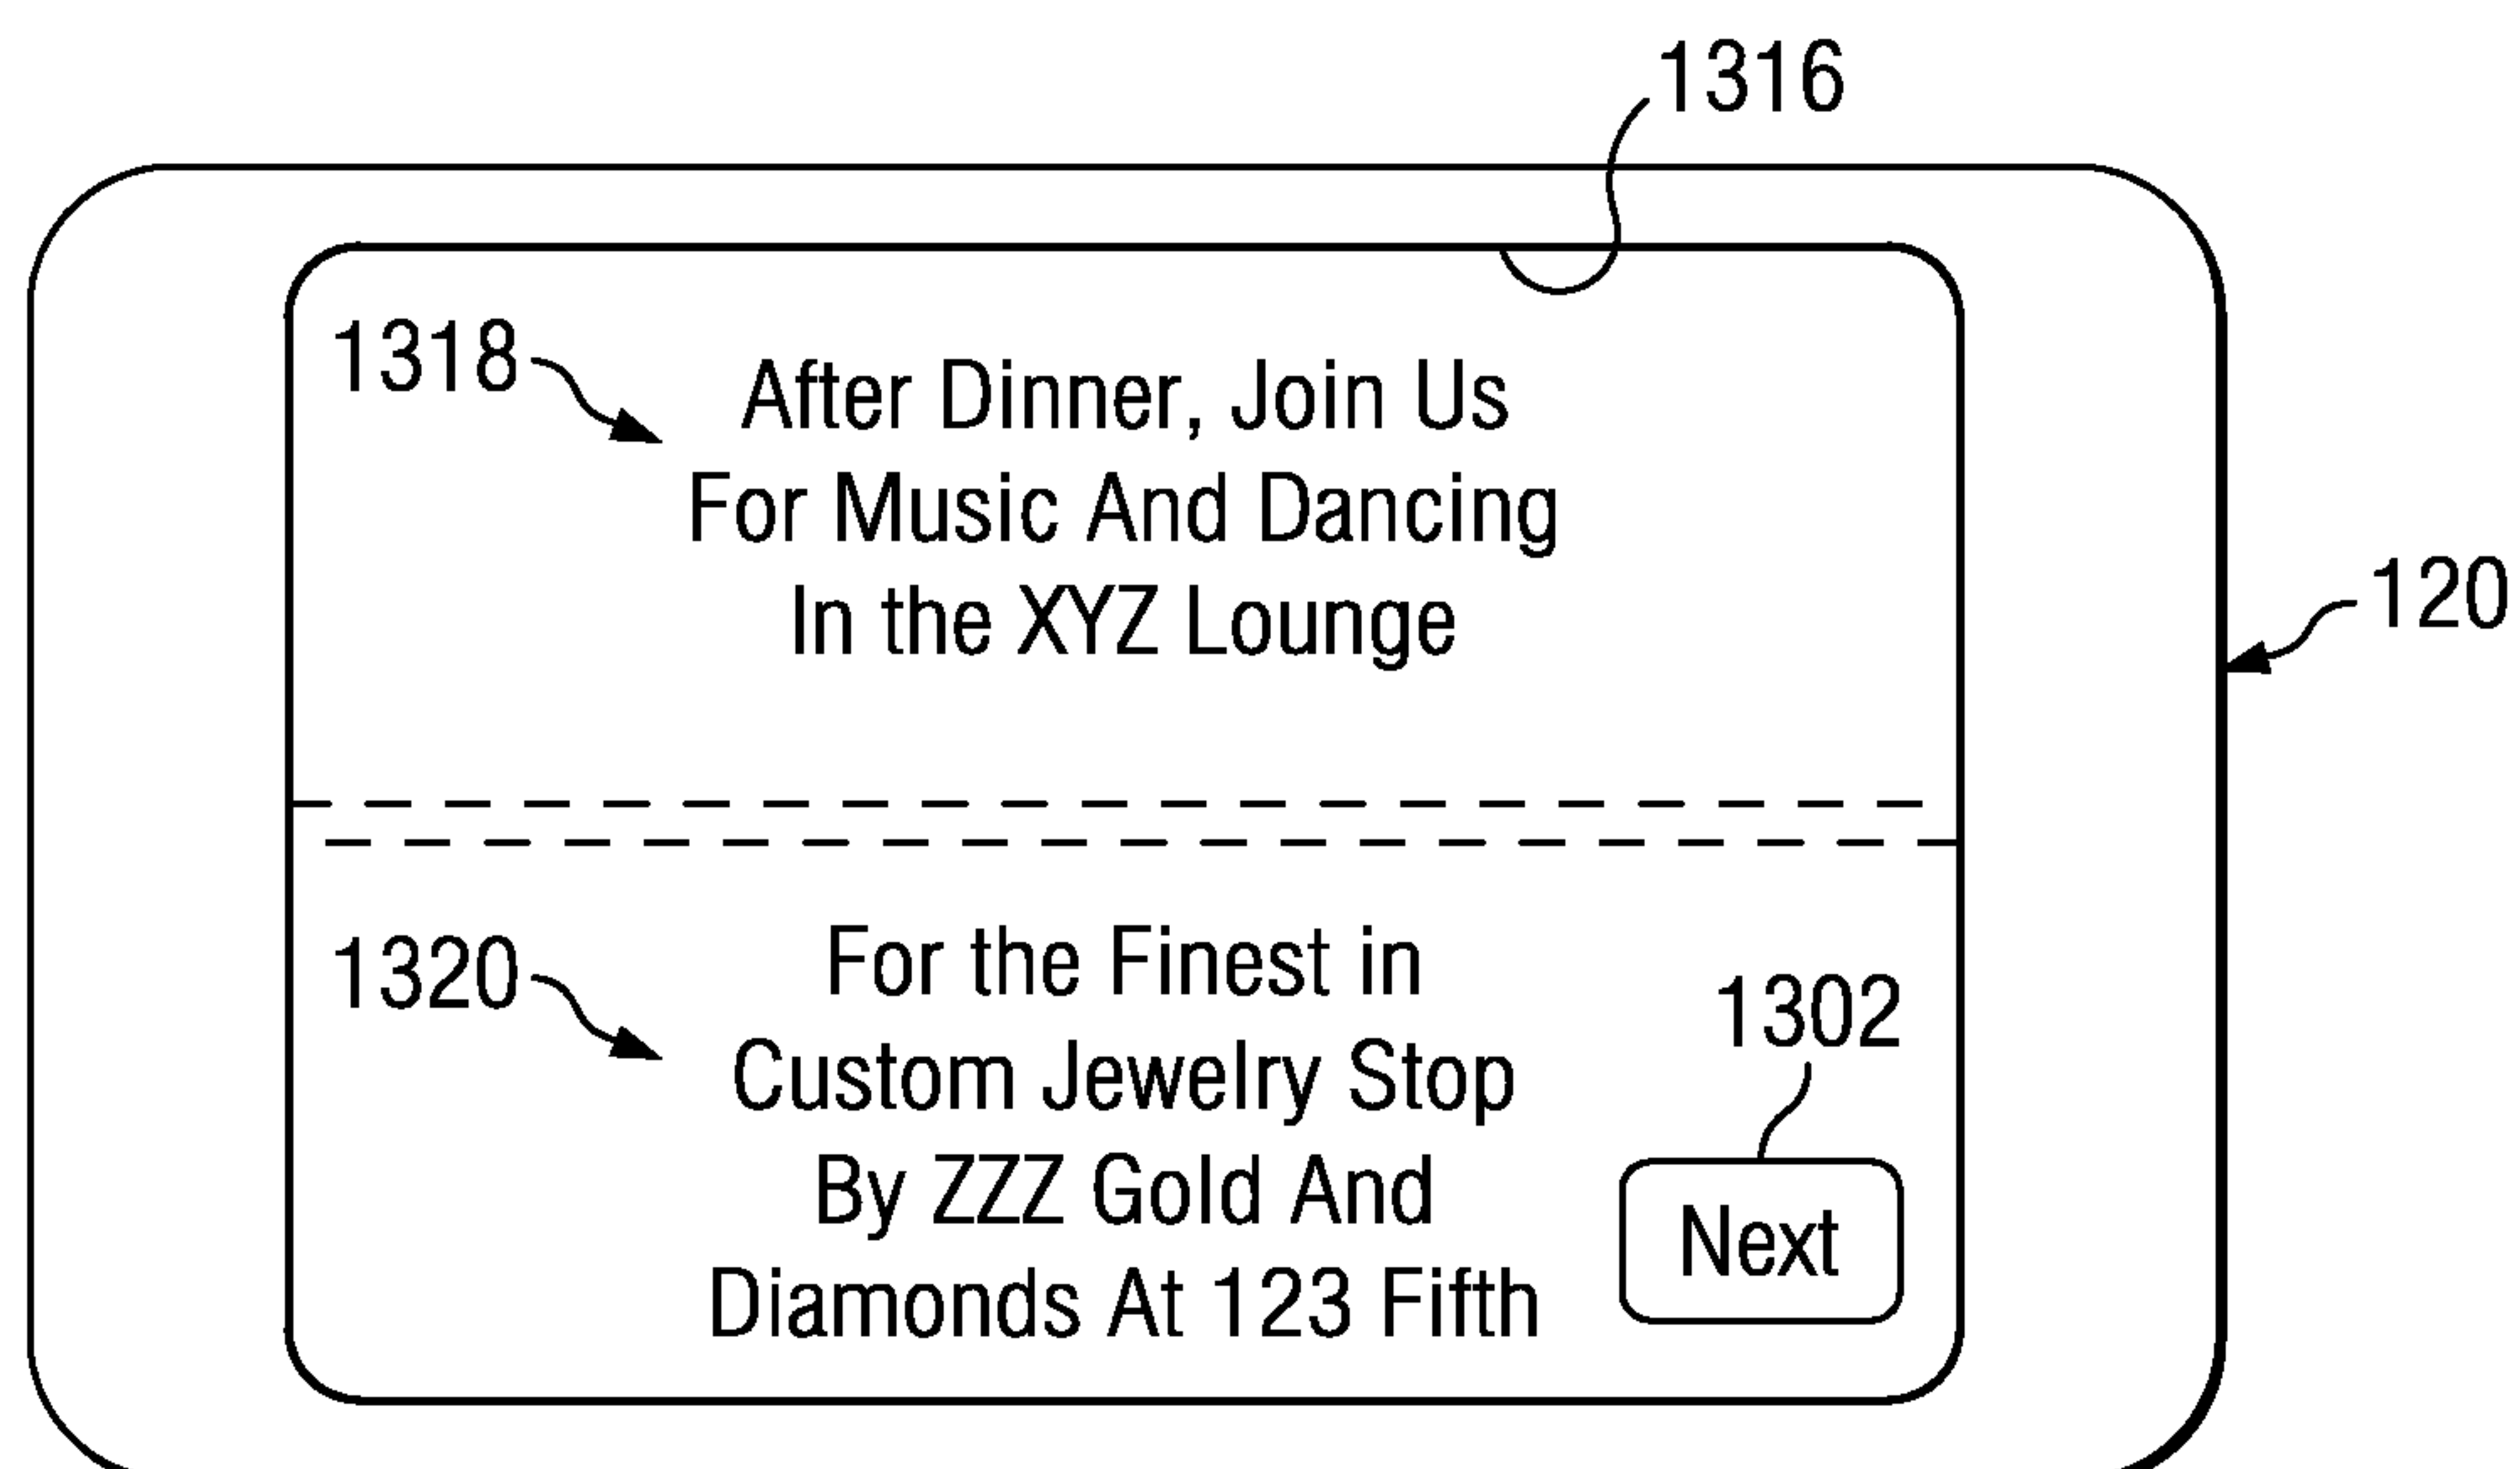 1316
1318
After Dinner, Join Us
For Music And Dancing
In the XYZ Lounge
120
1320
For the Finest in
Custom Jewelry Stop
By ZZZ Gold And
Diamonds At 123 Fifth
1302
Next